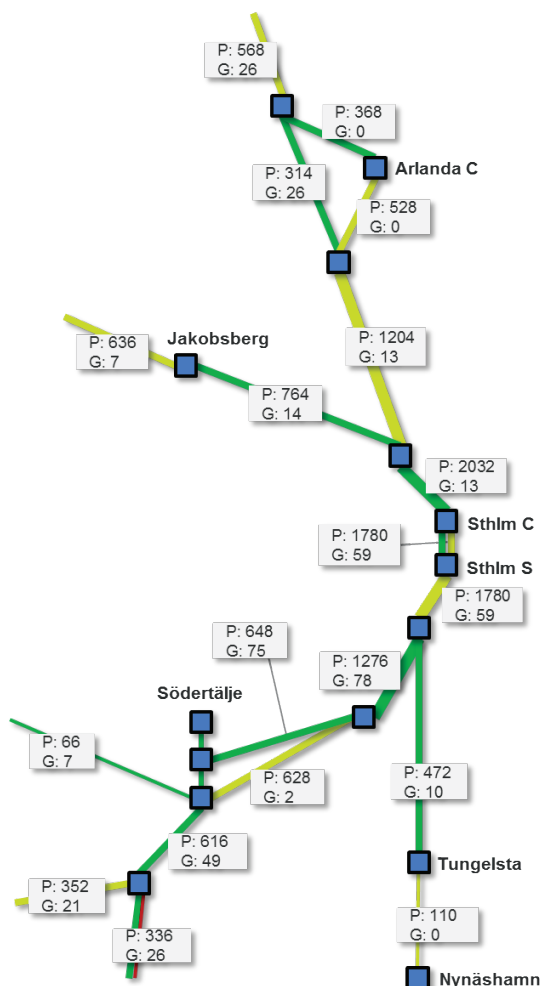 P: 568
G: 26
P: 368
G: 0
Arlanda C
P: 314
G: 26
P: 528
G: 0
P: 1204
G: 13
Jakobsberg
P: 636
G: 7
P: 764
G: 14
P: 2032
G: 13
Sthlm C
P: 1780
G: 59
Sthlm S
P: 1780
G: 59
P: 648
G: 75
P: 1276
G: 78
Södertälje
P: 66
G: 7
P: 628
G: 2
P: 472
G: 10
P: 616
G: 49
Tungelsta
P: 352
G: 21
P: 110
G: 0
P: 336
G: 26
Nynäshamn